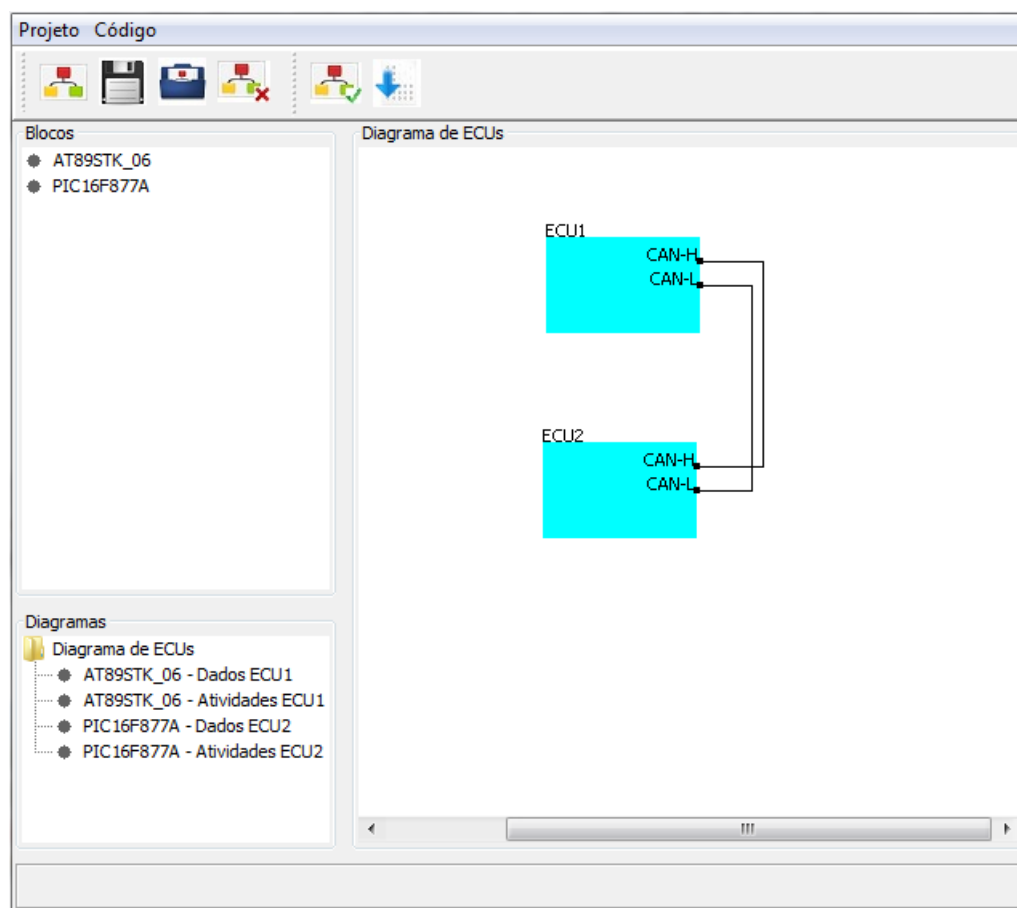 Projeto Código
Blocos
AT89STK_06
PIC16F877A
Diagrama de ECUs
ECU1
CAN-H
CAN-L
ECU2
CAN-H
CAN-L
Diagramas
Diagrama de ECUs
AT89STK_06 - Dados ECU1
AT89STK_06 - Atividades ECU1
PIC16F877A - Dados ECU2
PIC16F877A - Atividades ECU2